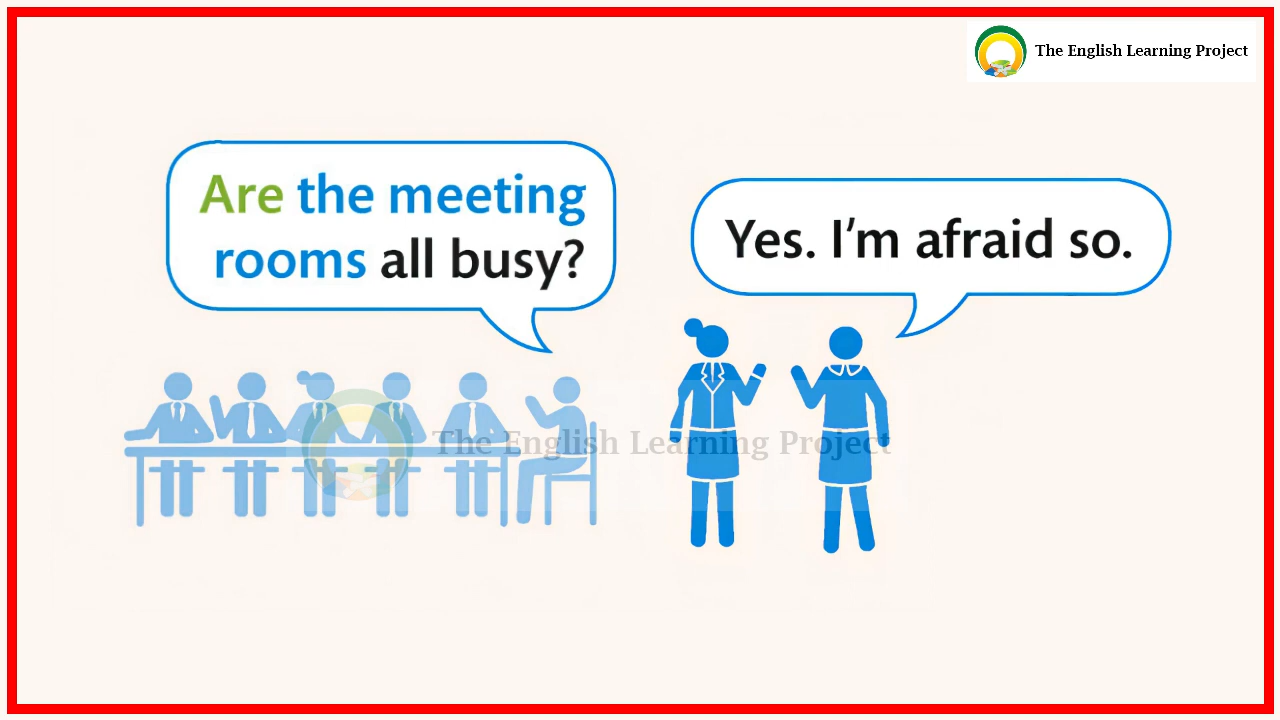 The English Learning Project
Are the meeting
rooms all busy?
Yes. I'm afraid so.
The English Learning Project